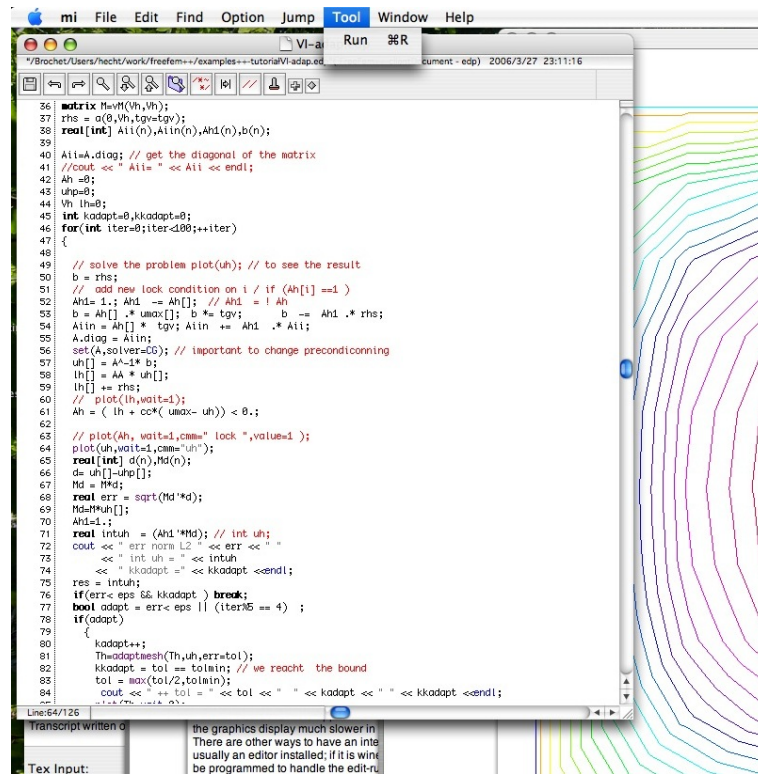 mi File Edit Find Option Jump Tool Window Help
Run ⌘R
VI-ad
"/Brochet/Users/hecht/work/freefem++/examples++-tutorial/VI-adap.ed cument - edp) 2006/3/27 23:11:16
36 matrix M=vM(Vh,Vh);
37 rhs = a(0,Vh,tgv=tgv);
38 real[int] Aii(n),Aiin(n),Ah1(n),b(n);
39
40 Aii=A.diag; // get the diagonal of the matrix
41 //cout << " Aii= " << Aii << endl;
42 Ah =0;
43 uhp=0;
44 Vh lh=0;
45 int kadapt=0,kkadapt=0;
46 for(int iter=0;iter<100;++iter)
47 {
48
49 // solve the problem plot(uh); // to see the result
50 b = rhs;
51 // add new lock condition on i / if (Ah[i] ==1 )
52 Ah1= 1.; Ah1 -= Ah[]; // Ah1 = ! Ah
53 b = Ah[] .* umax[]; b *= tgv; b -= Ah1 .* rhs;
54 Aiin = Ah[] * tgv; Aiin += Ah1 .* Aii;
55 A.diag = Aiin;
56 set(A,solver=CG); // important to change precondiconning
57 uh[] = A^-1* b;
58 lh[] = AA * uh[];
59 lh[] += rhs;
60 // plot(lh,wait=1);
61 Ah = ( lh + cc*( umax- uh)) < 0.;
62
63 // plot(Ah, wait=1,cmm=" lock ",value=1 );
64 plot(uh,wait=1,cmm="uh");
65 real[int] d(n),Md(n);
66 d= uh[]-uhp[];
67 Md = M*d;
68 real err = sqrt(Md'*d);
69 Md=M*uh[];
70 Ah1=1.;
71 real intuh = (Ah1'*Md); // int uh;
72 cout << " err norm L2 " << err << " "
73 << " int uh = " << intuh
74 << " kkadapt =" << kkadapt <<endl;
75 res = intuh;
76 if(err< eps && kkadapt ) break;
77 bool adapt = err< eps || (iter%5 == 4) ;
78 if(adapt)
79 {
80 kadapt++;
81 Th=adaptmesh(Th,uh,err=tol);
82 kkadapt = tol == tolmin; // we reacht the bound
83 tol = max(tol/2,tolmin);
84 cout << " ++ tol = " << tol << " " << kadapt << " " << kkadapt <<endl;
Line:64/126
Transcript written o
the graphics display much slower in
There are other ways to have an inte
usually an editor installed; if it is wind
Tex Input:
be programmed to handle the edit-ru